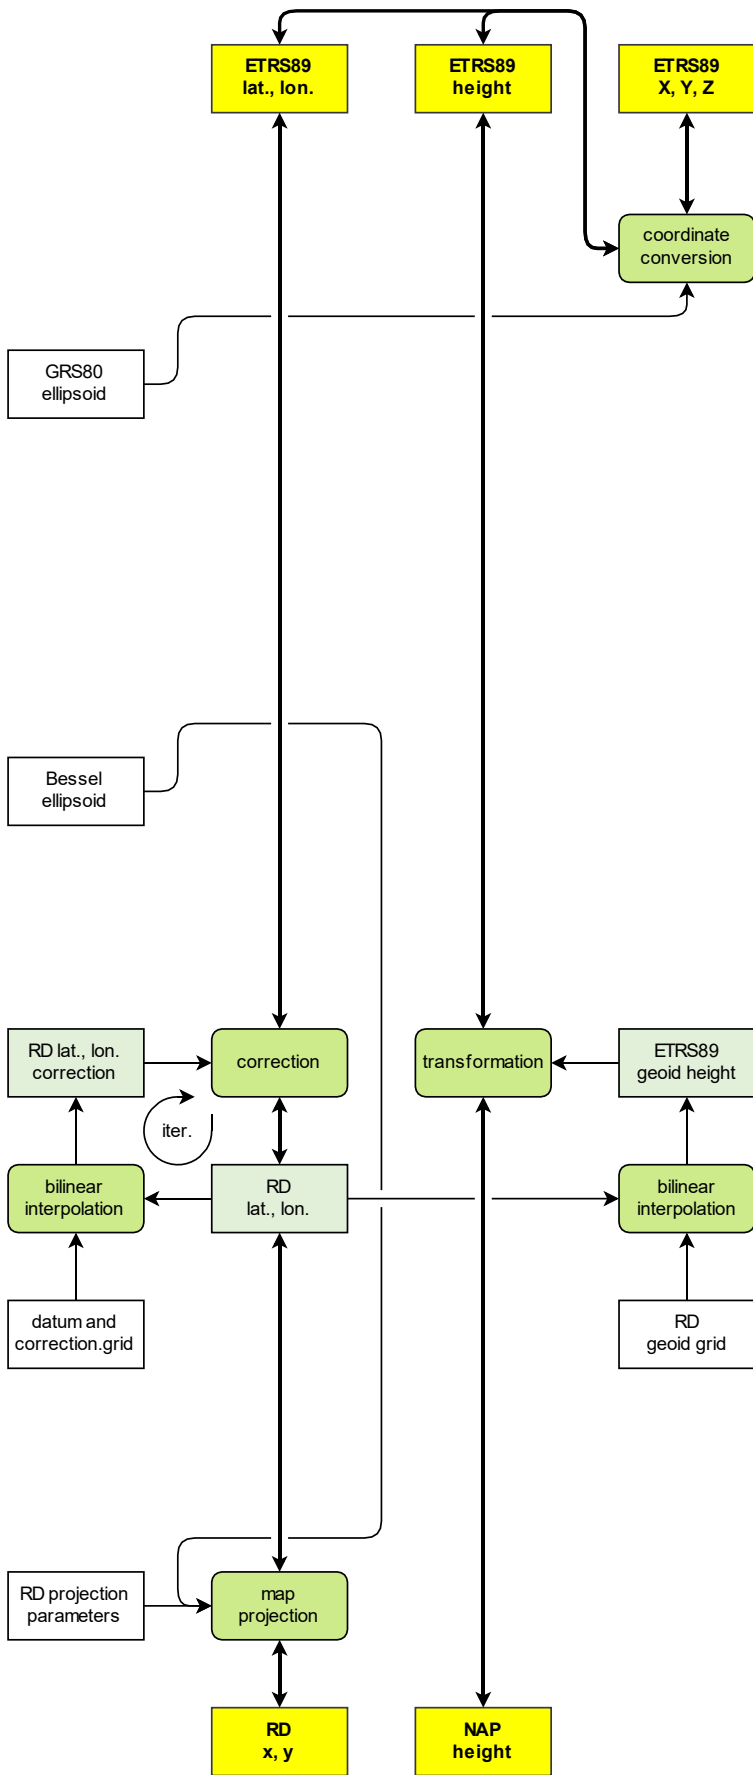 ETRS89
lat., lon.
ETRS89
height
ETRS89
X, Y, Z
coordinate
conversion
GRS80
ellipsoid
Bessel
ellipsoid
RD lat., lon.
correction
correction
transformation
ETRS89
geoid height
iter.
bilinear
interpolation
RD
lat., lon.
bilinear
interpolation
datum and
correction.grid
RD
geoid grid
RD projection
parameters
map
projection
RD
x, y
NAP
height